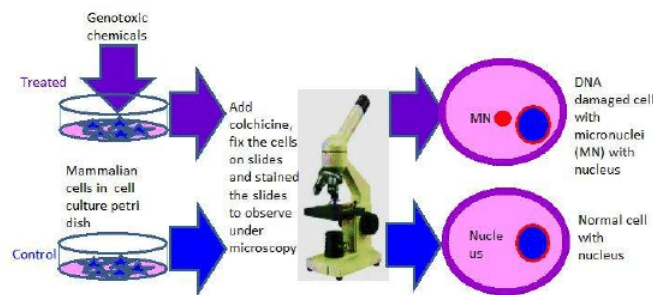 Genotoxic
chemicals
Treated
Mammalian
cells in cell
culture petri
dish
Control
Add
colchicine,
fix the cells
on slides
and stained
the slides
to observe
under
microscopy
MN
DNA
damaged cell
with
micronuclei
(MN) with
nucleus
Nucle
us
Normal cell
with
nucleus